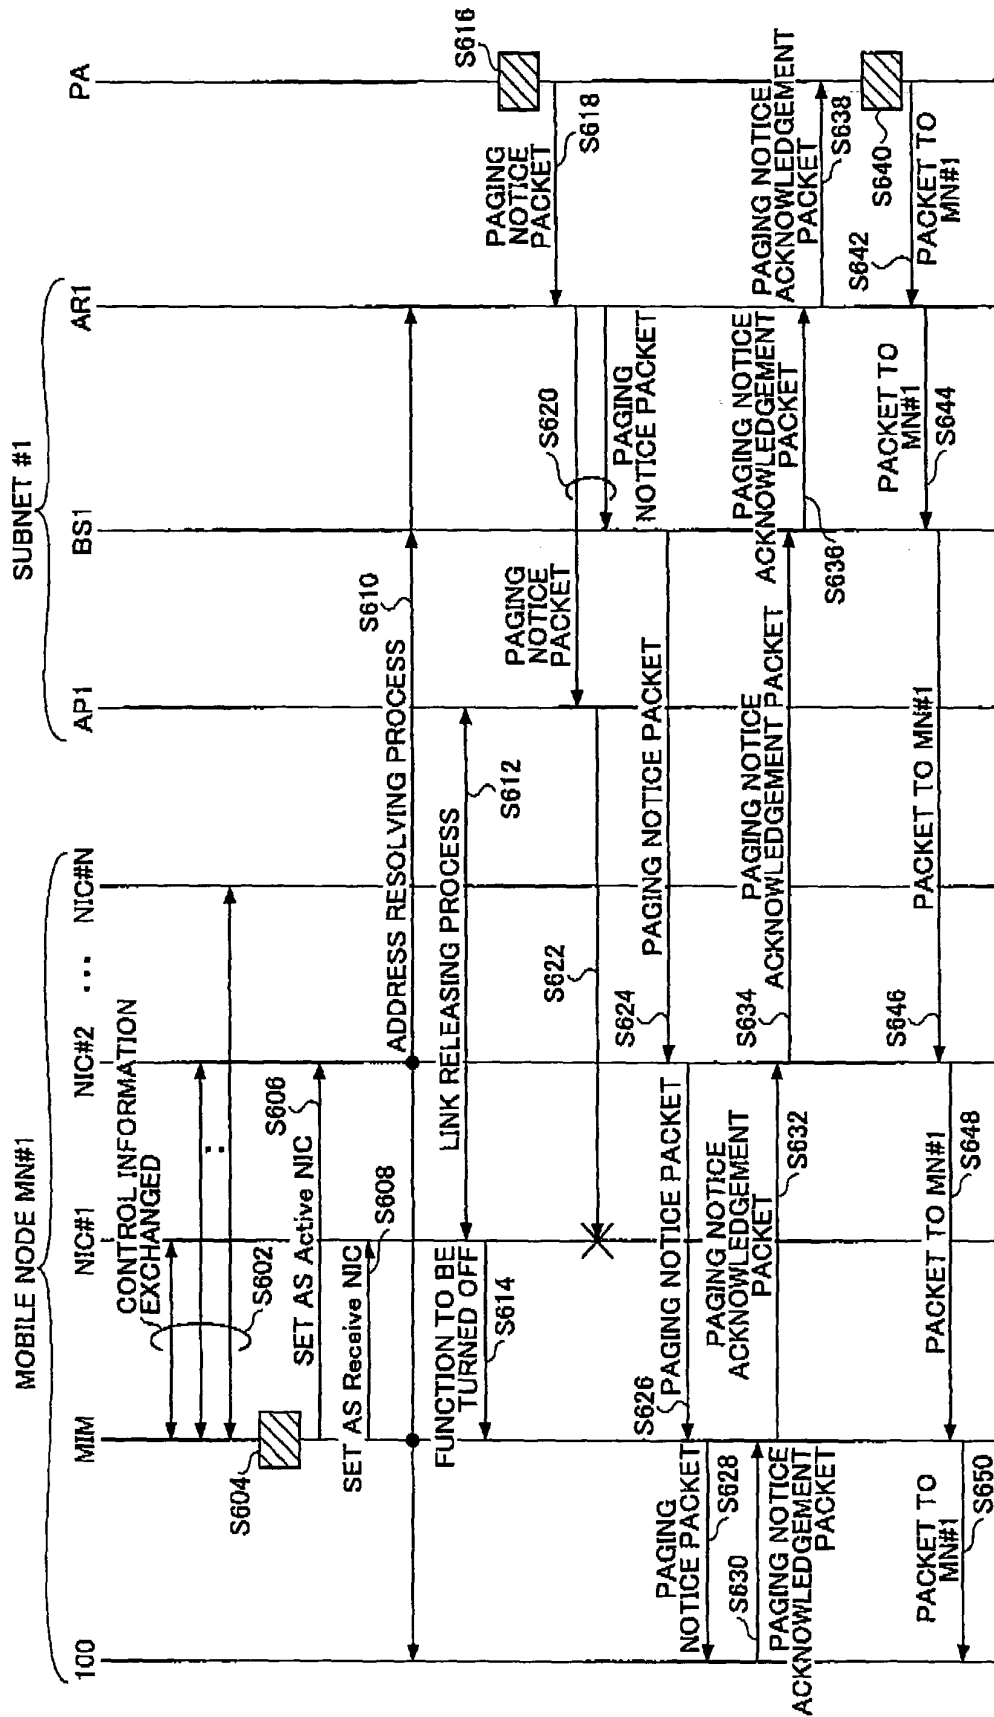 MOBILE NODE MN#1
SUBNET #1
100
MIM
NIC#1
NIC#2
...
NIC#N
AP1
BS1
AR1
PA
CONTROL INFORMATION
EXCHANGED
S602
S604
SET AS Active NIC
S606
SET AS Receive NIC
S608
ADDRESS RESOLVING PROCESS
S610
LINK RELEASING PROCESS
S612
FUNCTION TO BE
TURNED OFF
S614
S616
PAGING
NOTICE
PACKET
S618
S620
PAGING
NOTICE
PACKET
PAGING
NOTICE PACKET
S622
PAGING NOTICE PACKET
S624
PAGING NOTICE PACKET
S626
PAGING
NOTICE PACKET
S628
S630
PAGING NOTICE
ACKNOWLEDGEMENT
PACKET
PAGING NOTICE
ACKNOWLEDGEMENT
PACKET
S632
PAGING NOTICE
ACKNOWLEDGEMENT PACKET
S634
PAGING NOTICE
ACKNOWLEDGEMENT
PACKET
S636
PAGING NOTICE
ACKNOWLEDGEMENT
PACKET
S638
S640
PACKET TO
MN#1
S642
PACKET TO
MN#1
S644
PACKET TO MN#1
S646
PACKET TO MN#1
S648
PACKET TO
MN#1
S650